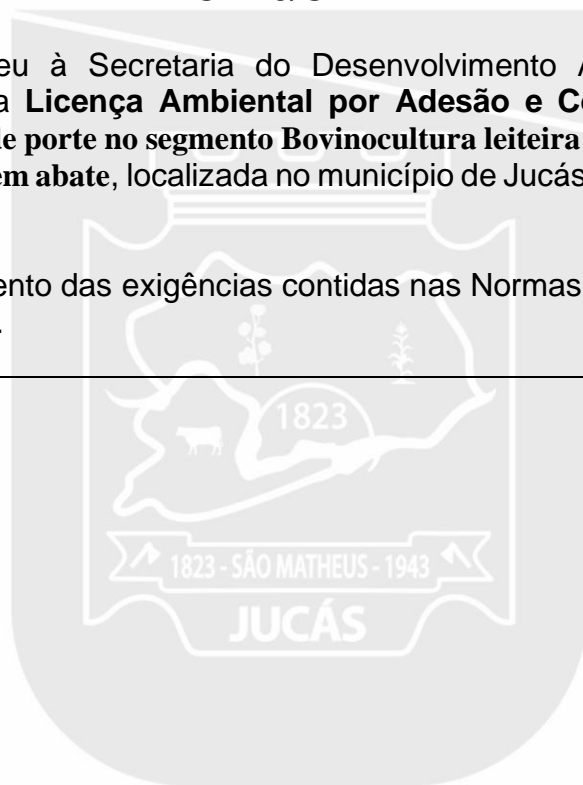 eu à Secretaria do Desenvolvimento A
a Licença Ambiental por Adesão e Co
de porte no segmento Bovinocultura leiteira
em abate, localizada no município de Jucás
ento das exigências contidas nas Normas
.
1823
1823 - SÃO MATHEUS - 1943
JUCÁS